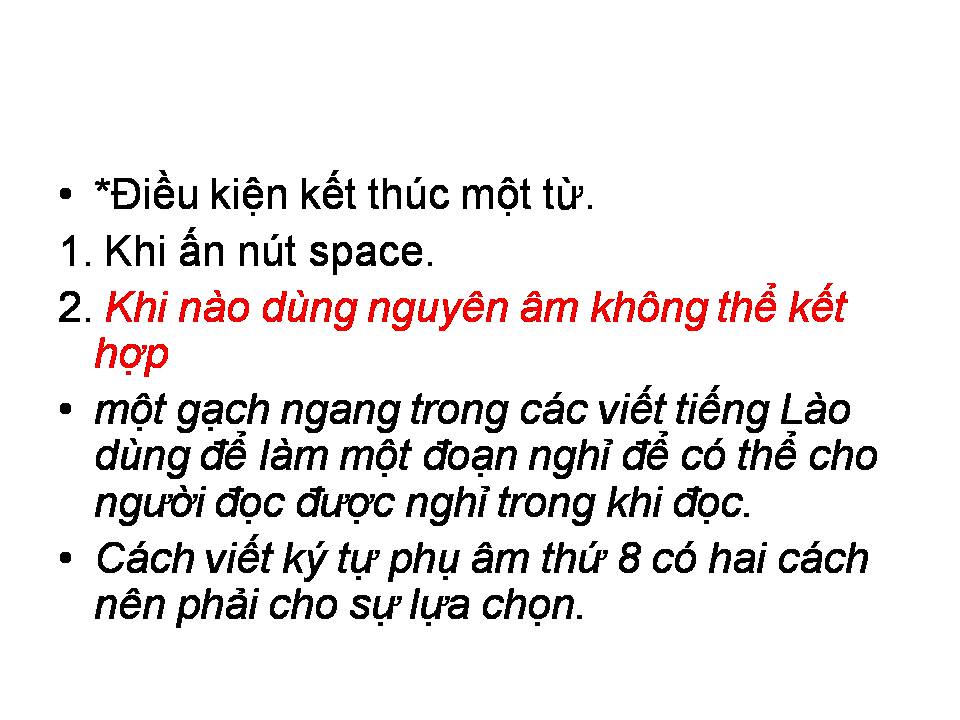 • *Điều kiện kết thúc một từ.
1. Khi ấn nút space.
2. Khi nào dùng nguyên âm không thể kết
hợp
• một gạch ngang trong các viết tiếng Lào
dùng để làm một đoạn nghỉ để có thể cho
người đọc được nghỉ trong khi đọc.
• Cách viết ký tự phụ âm thứ 8 có hai cách
nên phải cho sự lựa chọn.